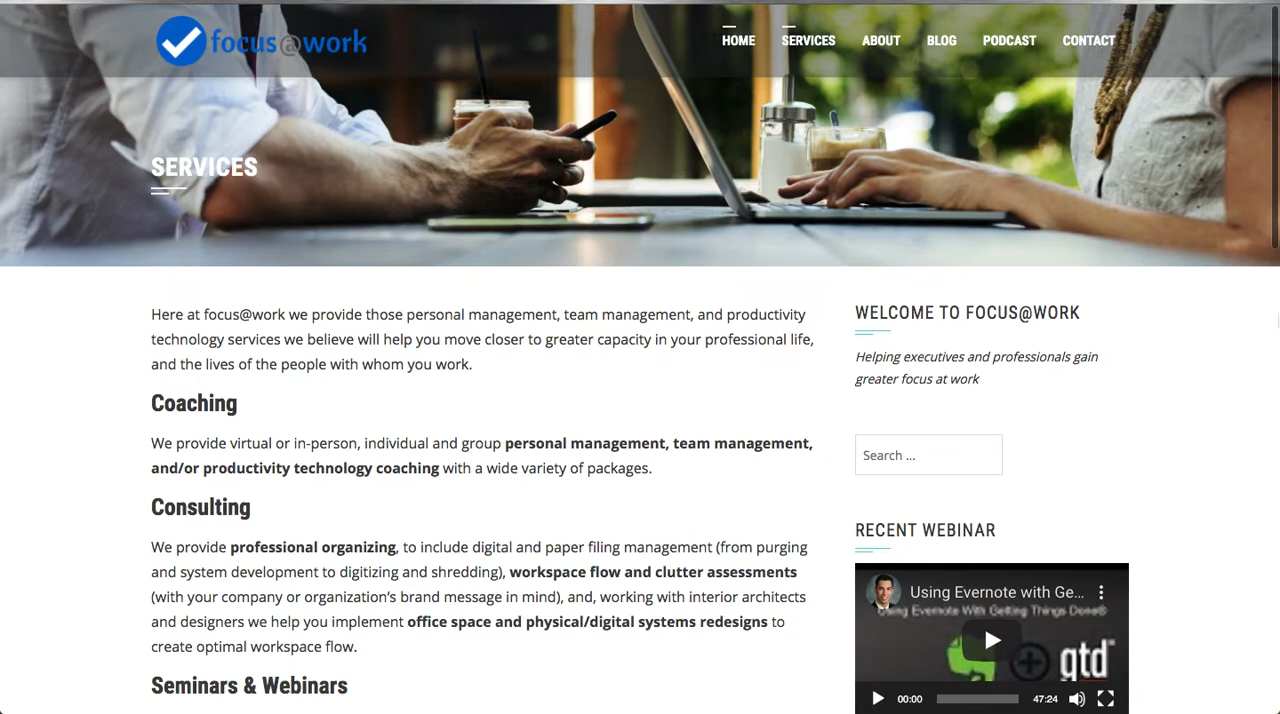 focus@work
HOME SERVICES ABOUT BLOG PODCAST CONTACT
SERVICES
Here at focus@work we provide those personal management, team management, and productivity
technology services we believe will help you move closer to greater capacity in your professional life,
and the lives of the people with whom you work.
Coaching
We provide virtual or in-person, individual and group personal management, team management,
and/or productivity technology coaching with a wide variety of packages.
Consulting
We provide professional organizing, to include digital and paper filing management (from purging
and system development to digitizing and shredding), workspace flow and clutter assessments
(with your company or organization's brand message in mind), and, working with interior architects
and designers we help you implement office space and physical/digital systems redesigns to
create optimal workspace flow.
Seminars & Webinars
WELCOME TO FOCUS@WORK
Helping executives and professionals gain
greater focus at work
Search ...
RECENT WEBINAR
Using Evernote with Ge...
Using Evernote With Getting Things Done®
gtd
00:00 47:24